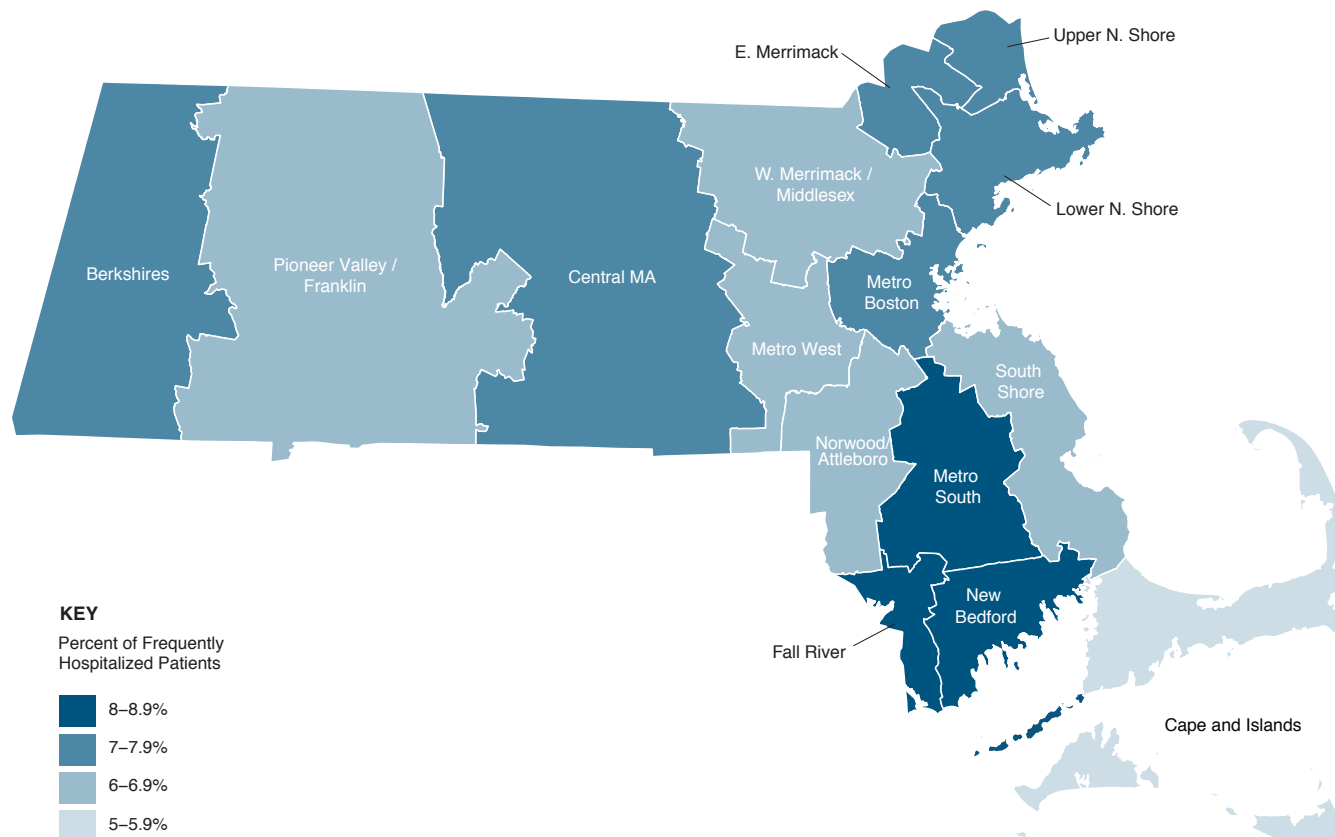 Upper N. Shore
E. Merrimack
W. Merrimack /
Middlesex
Lower N. Shore
Berkshires
Pioneer Valley /
Franklin
Central MA
Metro
Boston
Metro West
South
Shore
Norwood/
Attleboro
Metro
South
New
Bedford
Fall River
Cape and Islands
KEY
Percent of Frequently
Hospitalized Patients
8–8.9%
7–7.9%
6–6.9%
5–5.9%